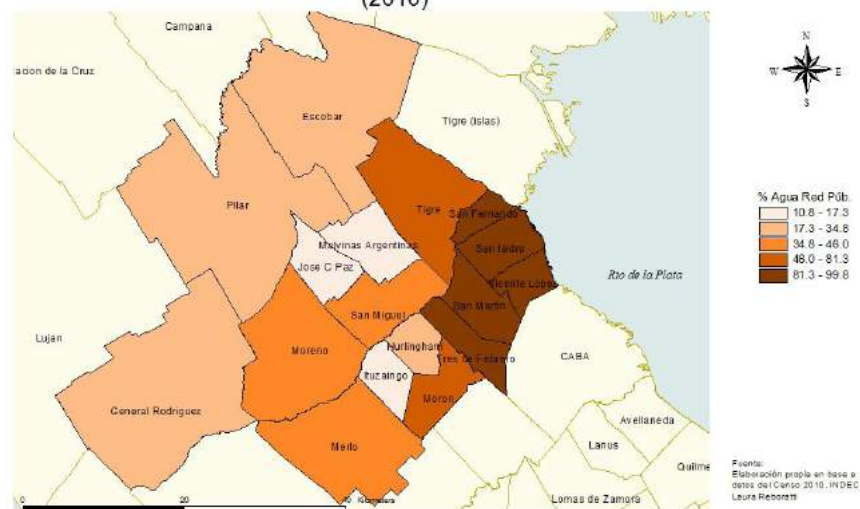 (2010)
Campana
N
W E
S
acion de la Cruz
Escobar
Tigre (Islas)
% Agua Red Púb.
10.8 - 17.3
17.3 - 34.8
34.8 - 46.0
46.0 - 81.3
81.3 - 99.8
Pilar
Tigre
San Fernando
Malvinas Argentinas
San Isidro
Jose C Paz
Vicente Lopez
Rio de la Plata
San Martin
San Miguel
Lujan
Moreno
Hurlingham
Tres de Febrero
CABA
Ituzaingo
Moron
General Rodriguez
Avellaneda
Merlo
Lanus
Quilme
Lomas de Zamora
0 20 40 Kilometers
Fuente:
Elaboración propia en base a
datos del Censo 2010. INDEC
Laura Reboratti